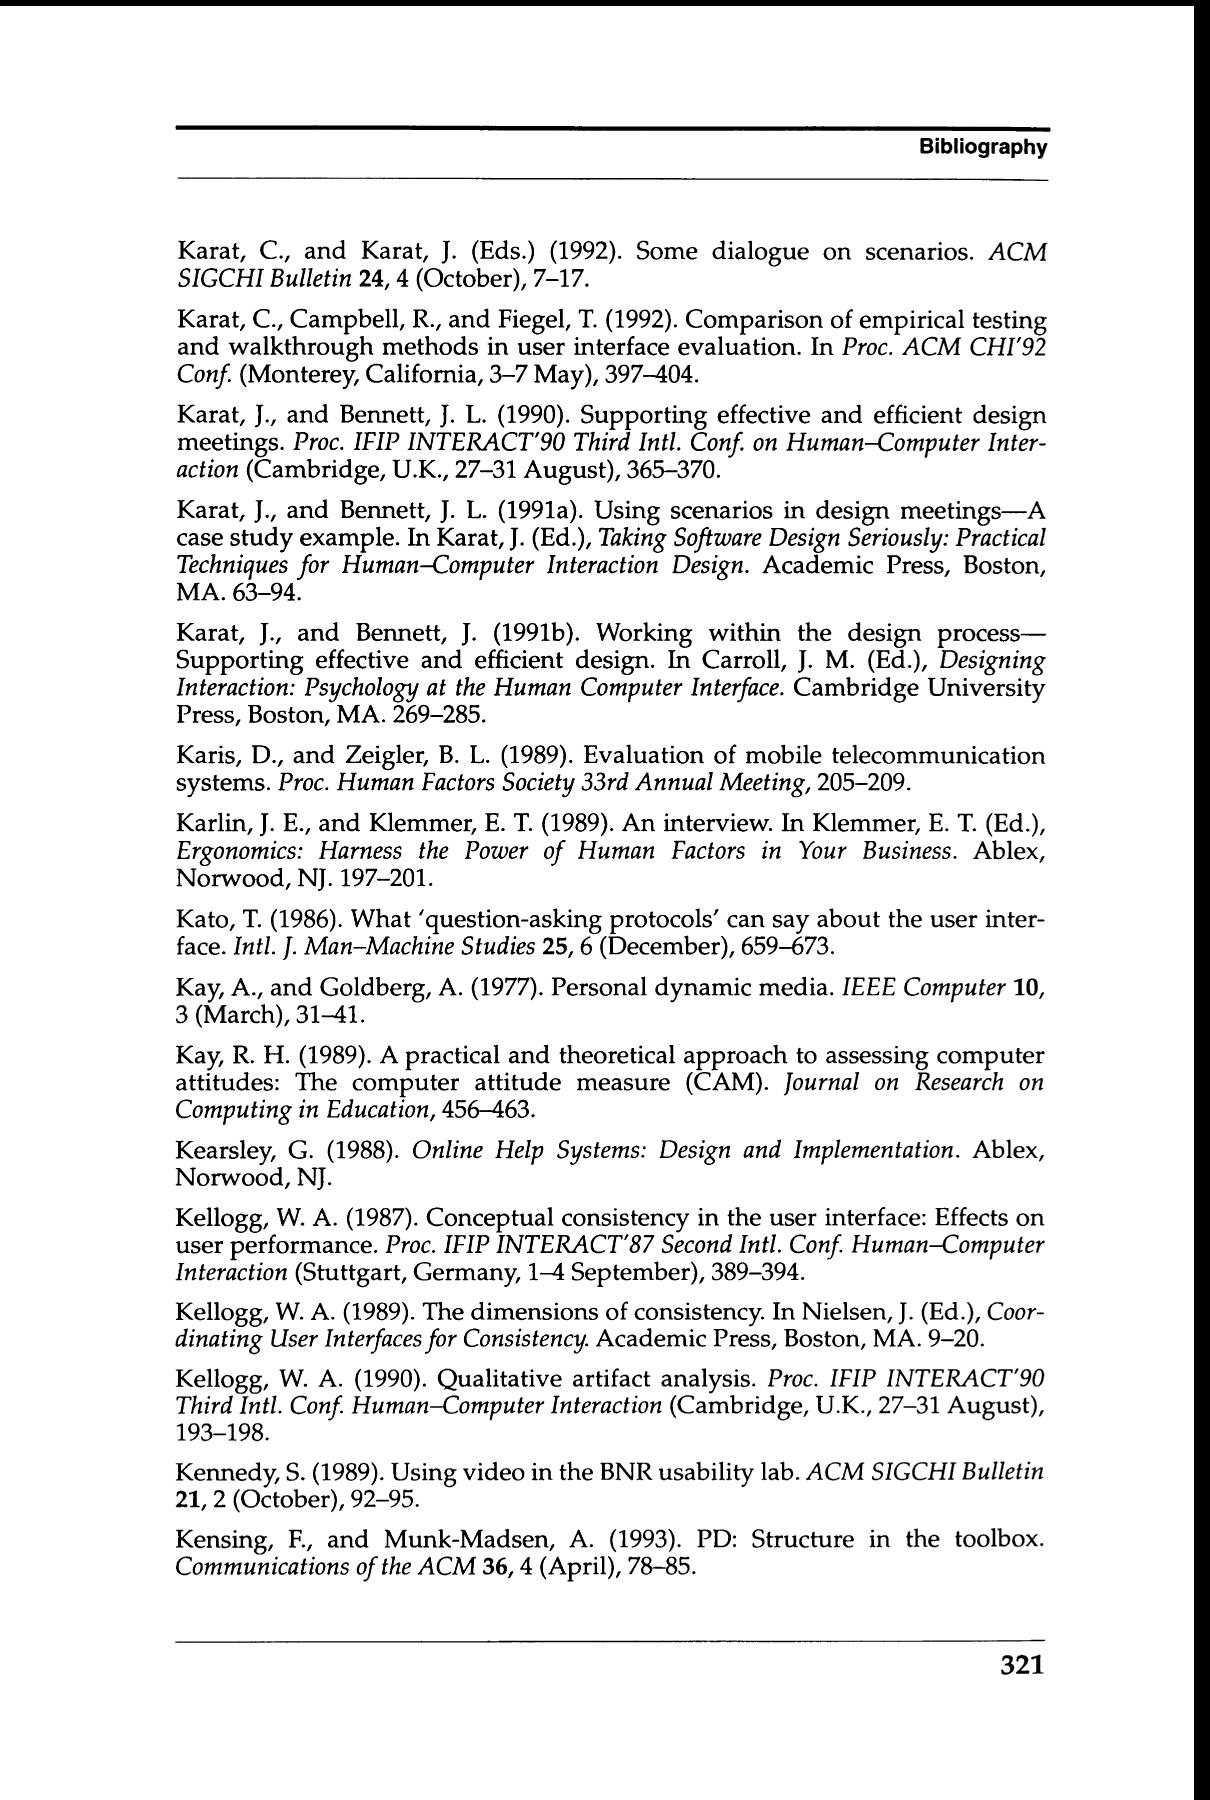 Bibliography
Karat, C., and Karat, J. (Eds.) (1992). Some dialogue on scenarios. ACM
SIGCHI Bulletin 24, 4 (October), 7–17.
Karat, C., Campbell, R., and Fiegel, T. (1992). Comparison of empirical testing
and walkthrough methods in user interface evaluation. In Proc. ACM CHI'92
Conf. (Monterey, California, 3–7 May), 397–404.
Karat, J., and Bennett, J. L. (1990). Supporting effective and efficient design
meetings. Proc. IFIP INTERACT'90 Third Intl. Conf. on Human–Computer Inter-
action (Cambridge, U.K., 27–31 August), 365–370.
Karat, J., and Bennett, J. L. (1991a). Using scenarios in design meetings—A
case study example. In Karat, J. (Ed.), Taking Software Design Seriously: Practical
Techniques for Human–Computer Interaction Design. Academic Press, Boston,
MA. 63–94.
Karat, J., and Bennett, J. (1991b). Working within the design process—
Supporting effective and efficient design. In Carroll, J. M. (Ed.), Designing
Interaction: Psychology at the Human Computer Interface. Cambridge University
Press, Boston, MA. 269–285.
Karis, D., and Zeigler, B. L. (1989). Evaluation of mobile telecommunication
systems. Proc. Human Factors Society 33rd Annual Meeting, 205–209.
Karlin, J. E., and Klemmer, E. T. (1989). An interview. In Klemmer, E. T. (Ed.),
Ergonomics: Harness the Power of Human Factors in Your Business. Ablex,
Norwood, NJ. 197–201.
Kato, T. (1986). What 'question-asking protocols' can say about the user inter-
face. Intl. J. Man–Machine Studies 25, 6 (December), 659–673.
Kay, A., and Goldberg, A. (1977). Personal dynamic media. IEEE Computer 10,
3 (March), 31–41.
Kay, R. H. (1989). A practical and theoretical approach to assessing computer
attitudes: The computer attitude measure (CAM). Journal on Research on
Computing in Education, 456–463.
Kearsley, G. (1988). Online Help Systems: Design and Implementation. Ablex,
Norwood, NJ.
Kellogg, W. A. (1987). Conceptual consistency in the user interface: Effects on
user performance. Proc. IFIP INTERACT'87 Second Intl. Conf. Human–Computer
Interaction (Stuttgart, Germany, 1–4 September), 389–394.
Kellogg, W. A. (1989). The dimensions of consistency. In Nielsen, J. (Ed.), Coor-
dinating User Interfaces for Consistency. Academic Press, Boston, MA. 9–20.
Kellogg, W. A. (1990). Qualitative artifact analysis. Proc. IFIP INTERACT'90
Third Intl. Conf. Human–Computer Interaction (Cambridge, U.K., 27–31 August),
193–198.
Kennedy, S. (1989). Using video in the BNR usability lab. ACM SIGCHI Bulletin
21, 2 (October), 92–95.
Kensing, F., and Munk-Madsen, A. (1993). PD: Structure in the toolbox.
Communications of the ACM 36, 4 (April), 78–85.
321